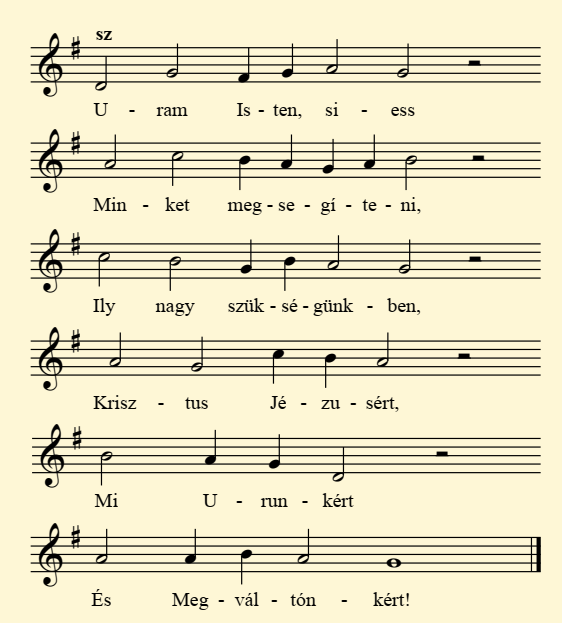 sz
U - ram Is - ten, si - ess
Min - ket meg - se - gí - te - ni,
Ily nagy szük - sé - günk - ben,
Krisz - tus Jé - zu - sért,
Mi U - run - kért
És Meg - vál - tón - kért!